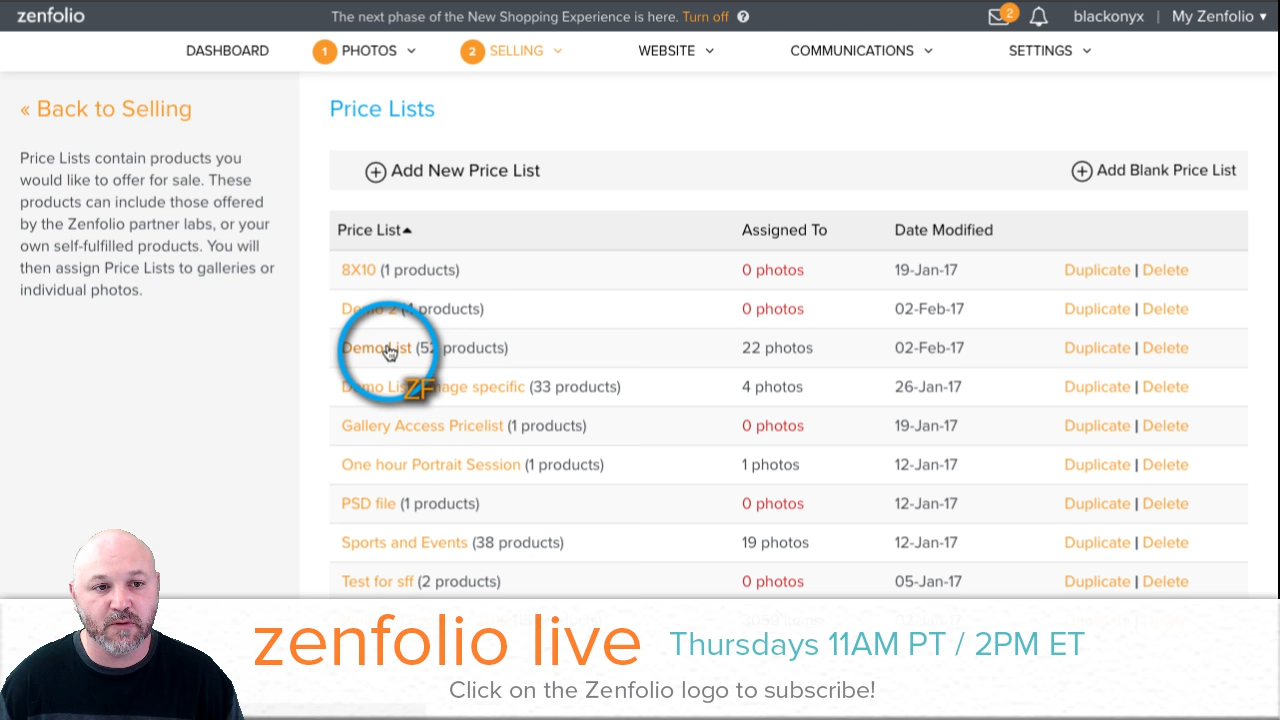 zenfolio
The next phase of the New Shopping Experience is here. Turn off ?
2
blackonyx | My Zenfolio ▾
DASHBOARD
1 PHOTOS
2 SELLING
WEBSITE
COMMUNICATIONS
SETTINGS
« Back to Selling
Price Lists contain products you
would like to offer for sale. These
products can include those offered
by the Zenfolio partner labs, or your
own self-fulfilled products. You will
then assign Price Lists to galleries or
individual photos.
Price Lists
Add New Price List
Add Blank Price List
Price List Assigned To Date Modified
8X10 (1 products) 0 photos 19-Jan-17 Duplicate | Delete
Demo 2 (4 products) 0 photos 02-Feb-17 Duplicate | Delete
Demo List (52 products) 22 photos 02-Feb-17 Duplicate | Delete
Demo List image specific (33 products) 4 photos 26-Jan-17 Duplicate | Delete
ZF
Gallery Access Pricelist (1 products) 0 photos 19-Jan-17 Duplicate | Delete
One hour Portrait Session (1 products) 1 photos 12-Jan-17 Duplicate | Delete
PSD file (1 products) 0 photos 12-Jan-17 Duplicate | Delete
Sports and Events (38 products) 19 photos 12-Jan-17 Duplicate | Delete
Test for sff (2 products) 0 photos 05-Jan-17 Duplicate | Delete
zenfolio live Thursdays 11AM PT / 2PM ET
Click on the Zenfolio logo to subscribe!